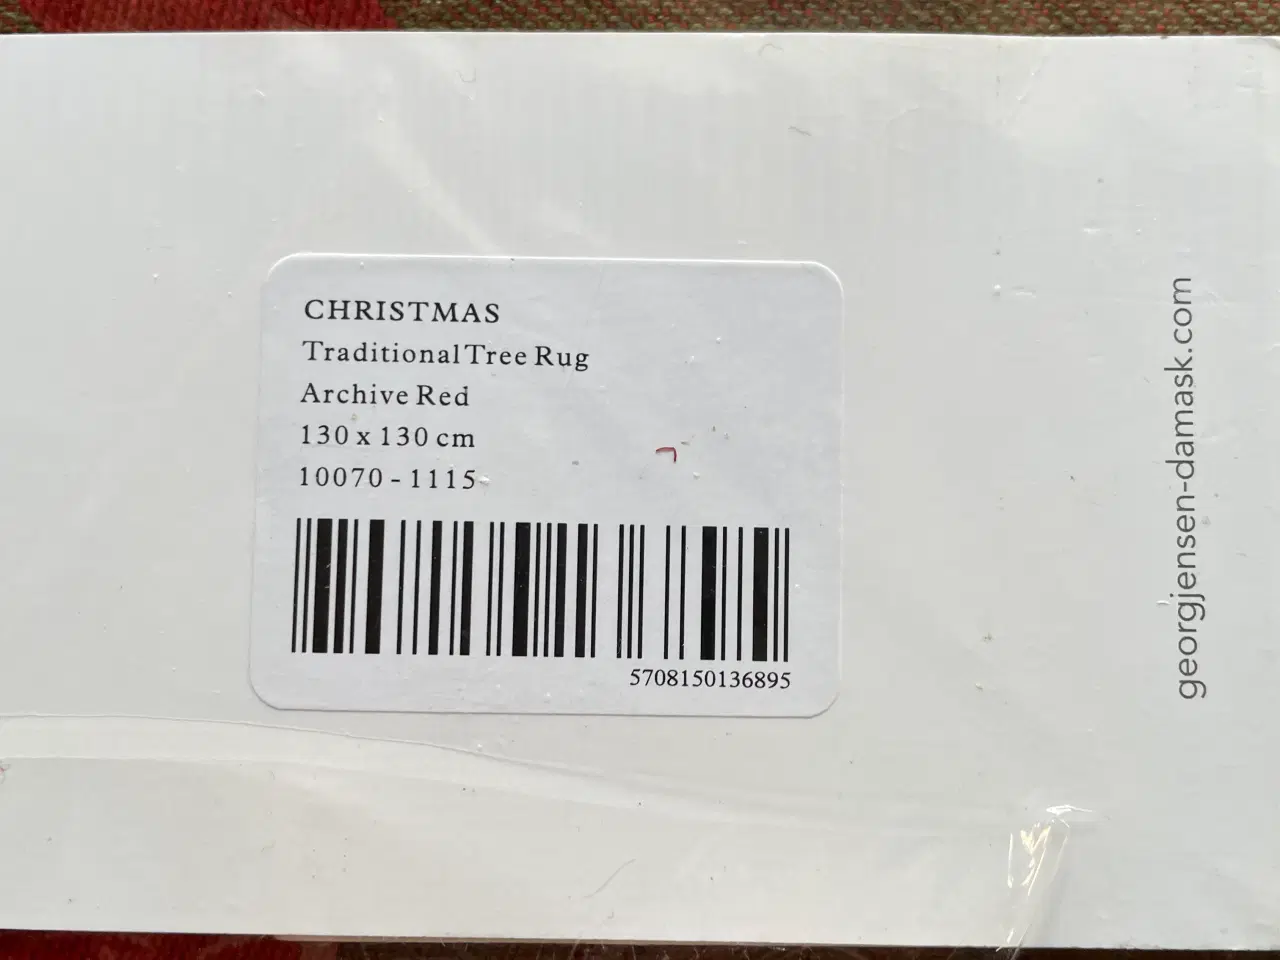 CHRISTMAS
Traditional Tree Rug
Archive Red
130 x 130 cm
10070 - 1115
5708150136895
georgjensen-damask.com